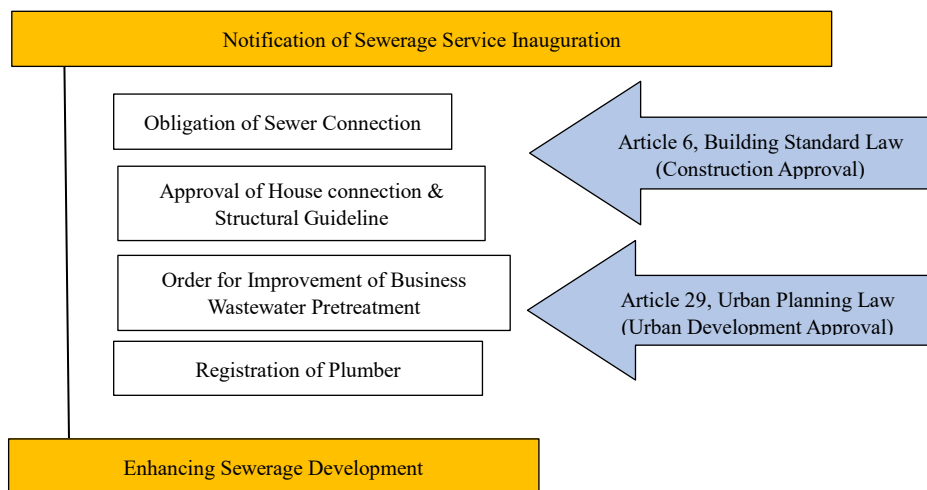 Notification of Sewerage Service Inauguration
Obligation of Sewer Connection
Approval of House connection &
Structural Guideline
Order for Improvement of Business
Wastewater Pretreatment
Registration of Plumber
Article 6, Building Standard Law
(Construction Approval)
Article 29, Urban Planning Law
(Urban Development Approval)
Enhancing Sewerage Development